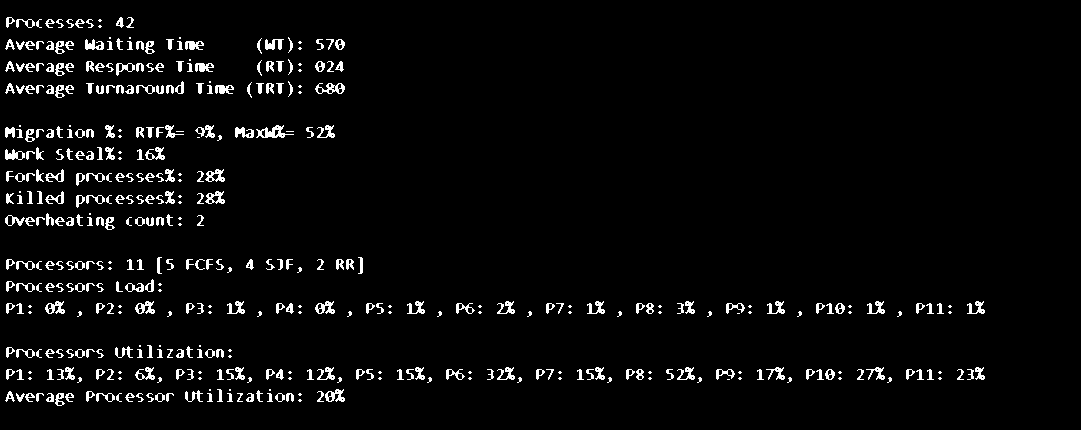 Processes: 42
Average Waiting Time     (WT): 570
Average Response Time    (RT): 024
Average Turnaround Time (TRT): 680
Migration %: RTF%= 9%, MaxW%= 52%
Work Steal%: 16%
Forked processes%: 28%
Killed processes%: 28%
Overheating count: 2
Processors: 11 [5 FCFS, 4 SJF, 2 RR]
Processors Load:
P1: 0% , P2: 0% , P3: 1% , P4: 0% , P5: 1% , P6: 2% , P7: 1% , P8: 3% , P9: 1% , P10: 1% , P11: 1%
Processors Utilization:
P1: 13%, P2: 6%, P3: 15%, P4: 12%, P5: 15%, P6: 32%, P7: 15%, P8: 52%, P9: 17%, P10: 27%, P11: 23%
Average Processor Utilization: 20%